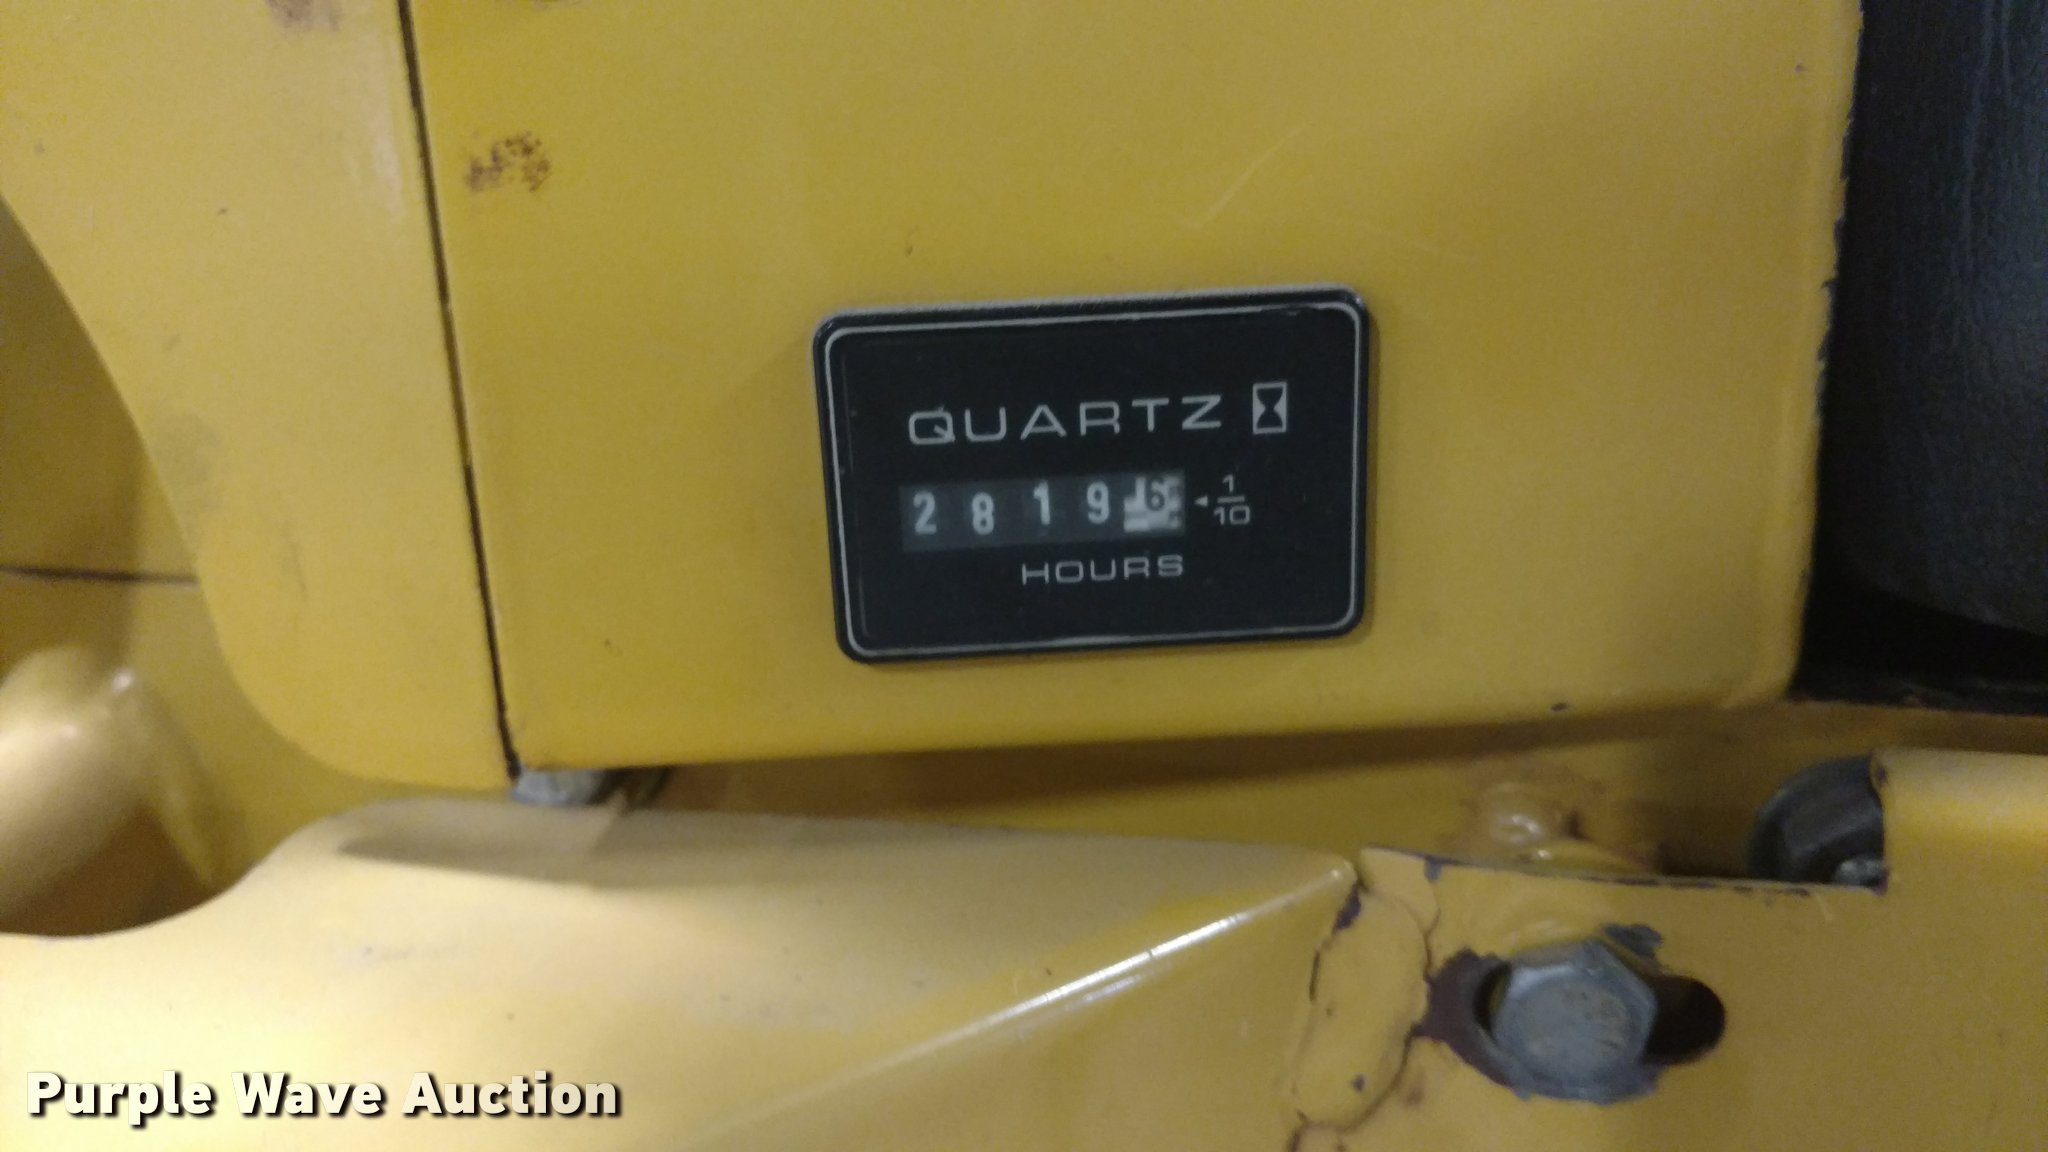 QUARTZ
2 8 1 9 6 1/10
HOURS
Purple Wave Auction